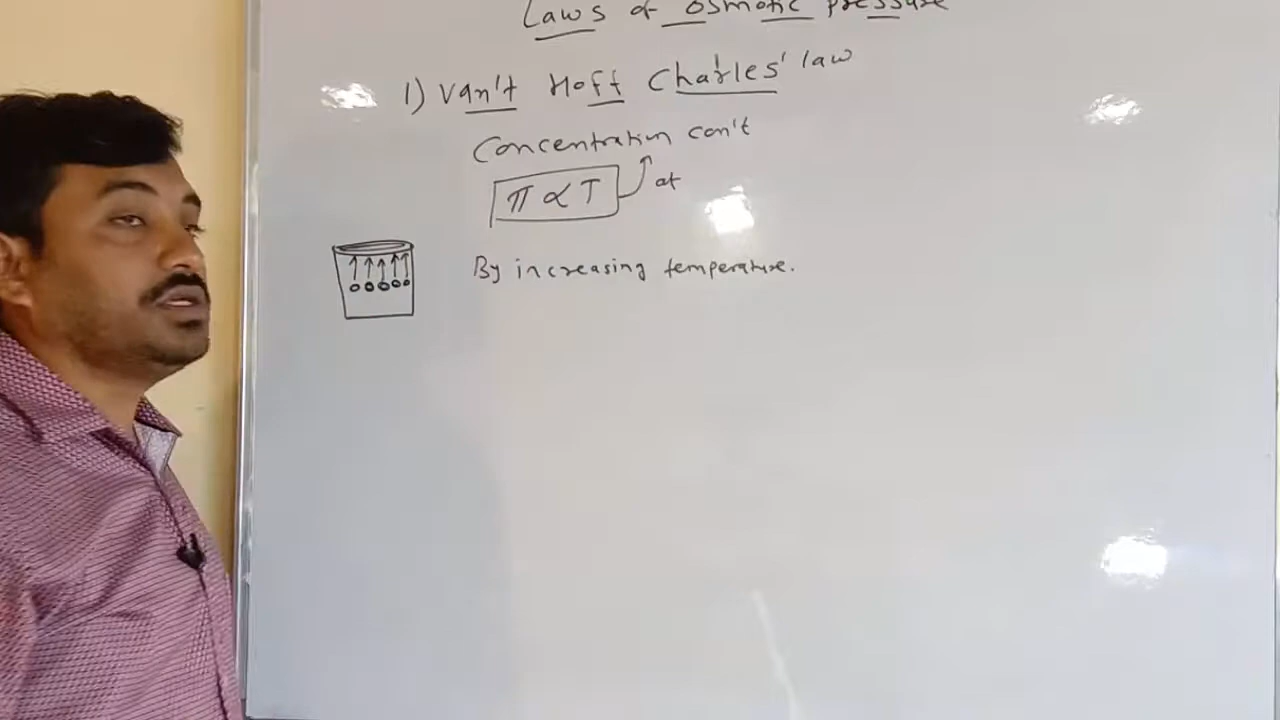 Laws of osmotic pressure
1) Van't Hoff Charles' law
Concentration con't
π ∝ T at
By increasing temperature.